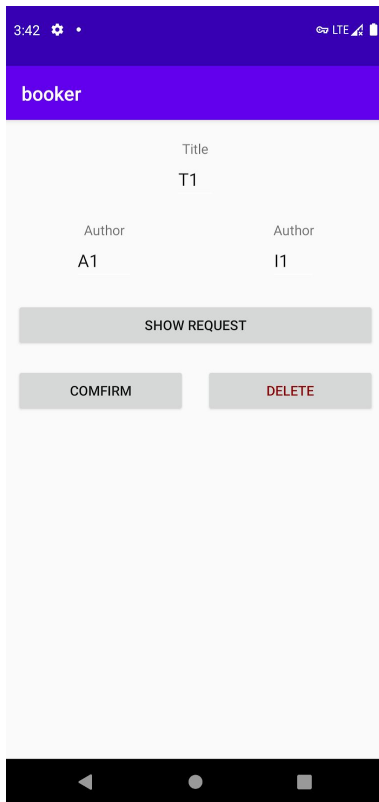 3:42 LTE
booker
Title
T1
Author Author
A1 I1
SHOW REQUEST
COMFIRM DELETE